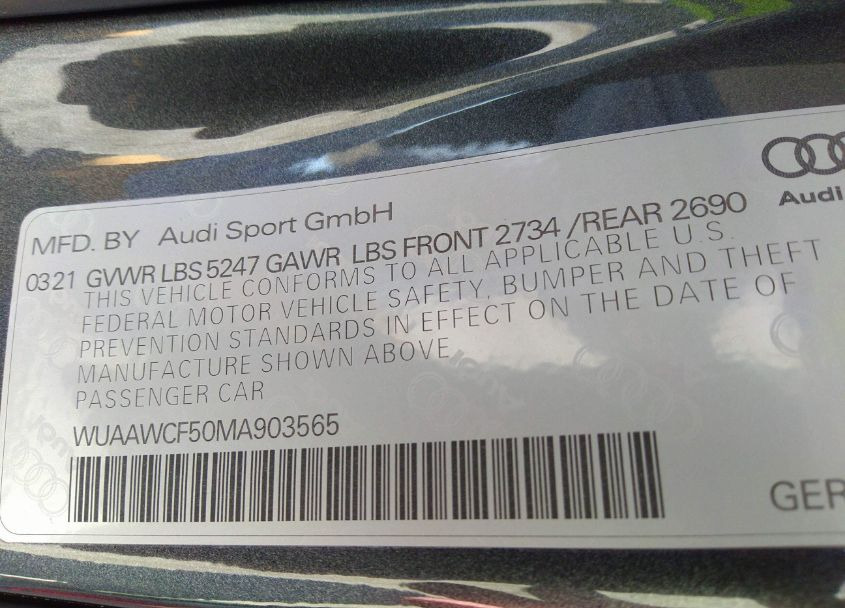 Audi
MFD. BY Audi Sport GmbH
0321 GVWR LBS 5247 GAWR LBS FRONT 2734 /REAR 2690
THIS VEHICLE CONFORMS TO ALL APPLICABLE U.S.
FEDERAL MOTOR VEHICLE SAFETY, BUMPER AND THEFT
PREVENTION STANDARDS IN EFFECT ON THE DATE OF
MANUFACTURE SHOWN ABOVE
PASSENGER CAR
WUAAWCF50MA903565
GER